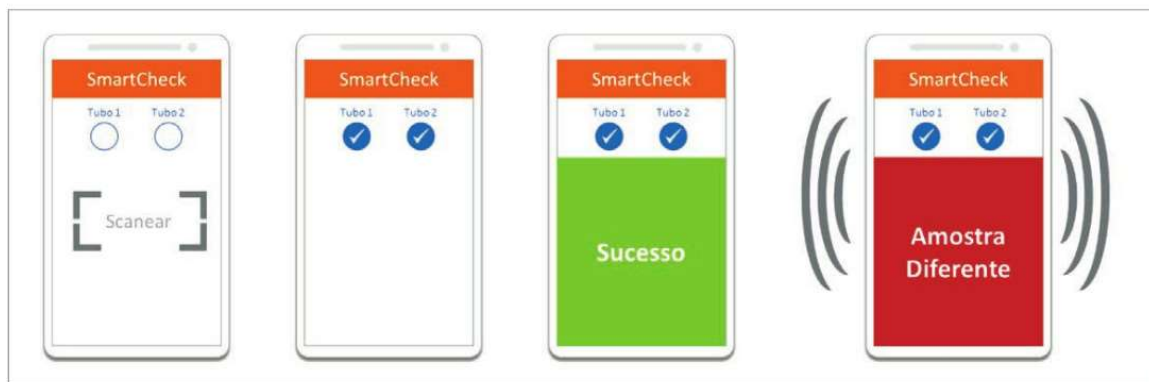 SmartCheck
Tubo 1 Tubo 2
Scanear
SmartCheck
Tubo 1 Tubo 2
SmartCheck
Tubo 1 Tubo 2
Sucesso
SmartCheck
Tubo 1 Tubo 2
Amostra
Diferente